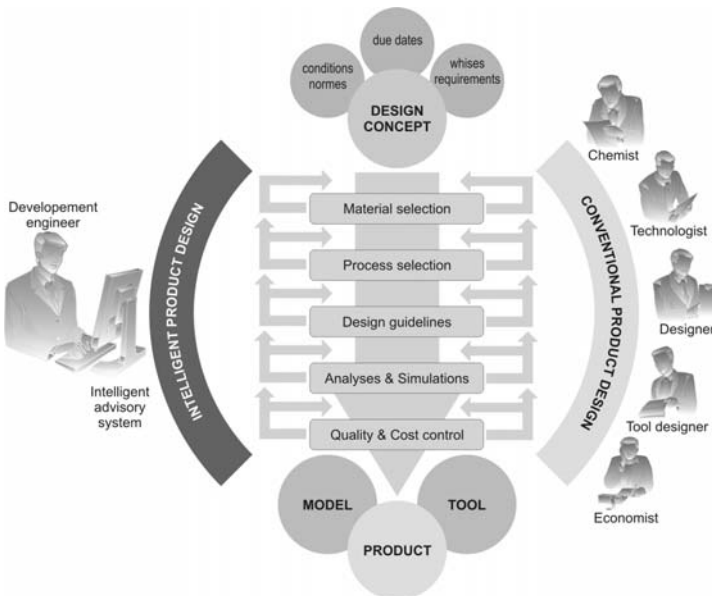 due dates
conditions
normes
whises
requirements
DESIGN
CONCEPT
Chemist
Developement
engineer
Technologist
INTELLIGENT PRODUCT DESIGN
CONVENTIONAL PRODUCT DESIGN
Material selection
Process selection
Design guidelines
Analyses & Simulations
Quality & Cost control
Designer
Intelligent
advisory
system
Tool designer
Economist
MODEL
TOOL
PRODUCT